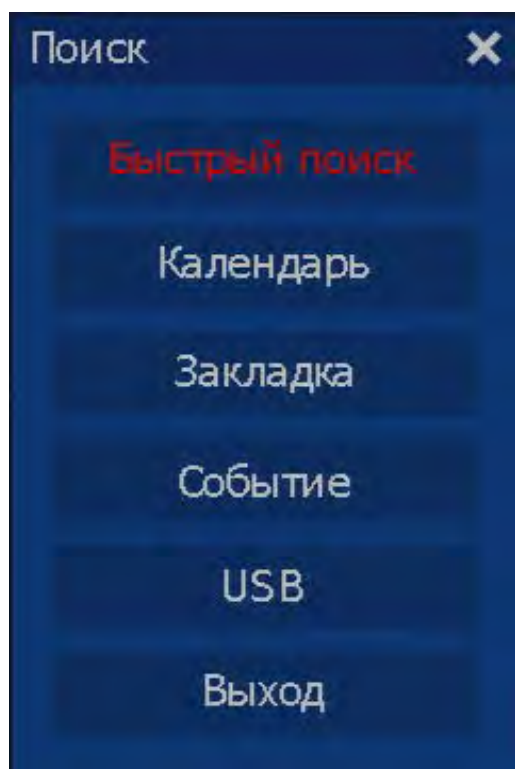 Поиск
Быстрый поиск
Календарь
Закладка
Событие
USB
Выход